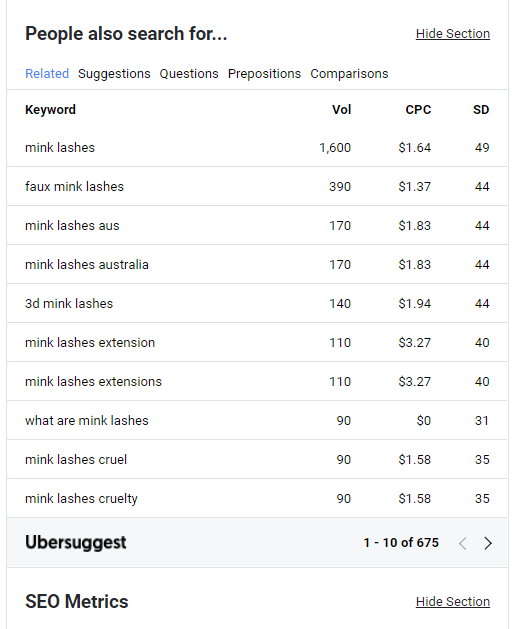 People also search for... Hide Section
Related Suggestions Questions Prepositions Comparisons
Keyword Vol CPC SD
mink lashes 1,600 $1.64 49
faux mink lashes 390 $1.37 44
mink lashes aus 170 $1.83 44
mink lashes australia 170 $1.83 44
3d mink lashes 140 $1.94 44
mink lashes extension 110 $3.27 40
mink lashes extensions 110 $3.27 40
what are mink lashes 90 $0 31
mink lashes cruel 90 $1.58 35
mink lashes cruelty 90 $1.58 35
Ubersuggest 1 - 10 of 675
SEO Metrics Hide Section